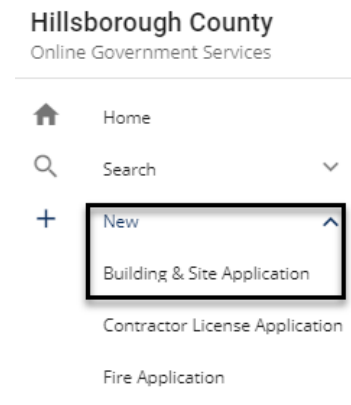 Hillsborough County
Online Government Services
Home
Search
New
Building & Site Application
Contractor License Application
Fire Application